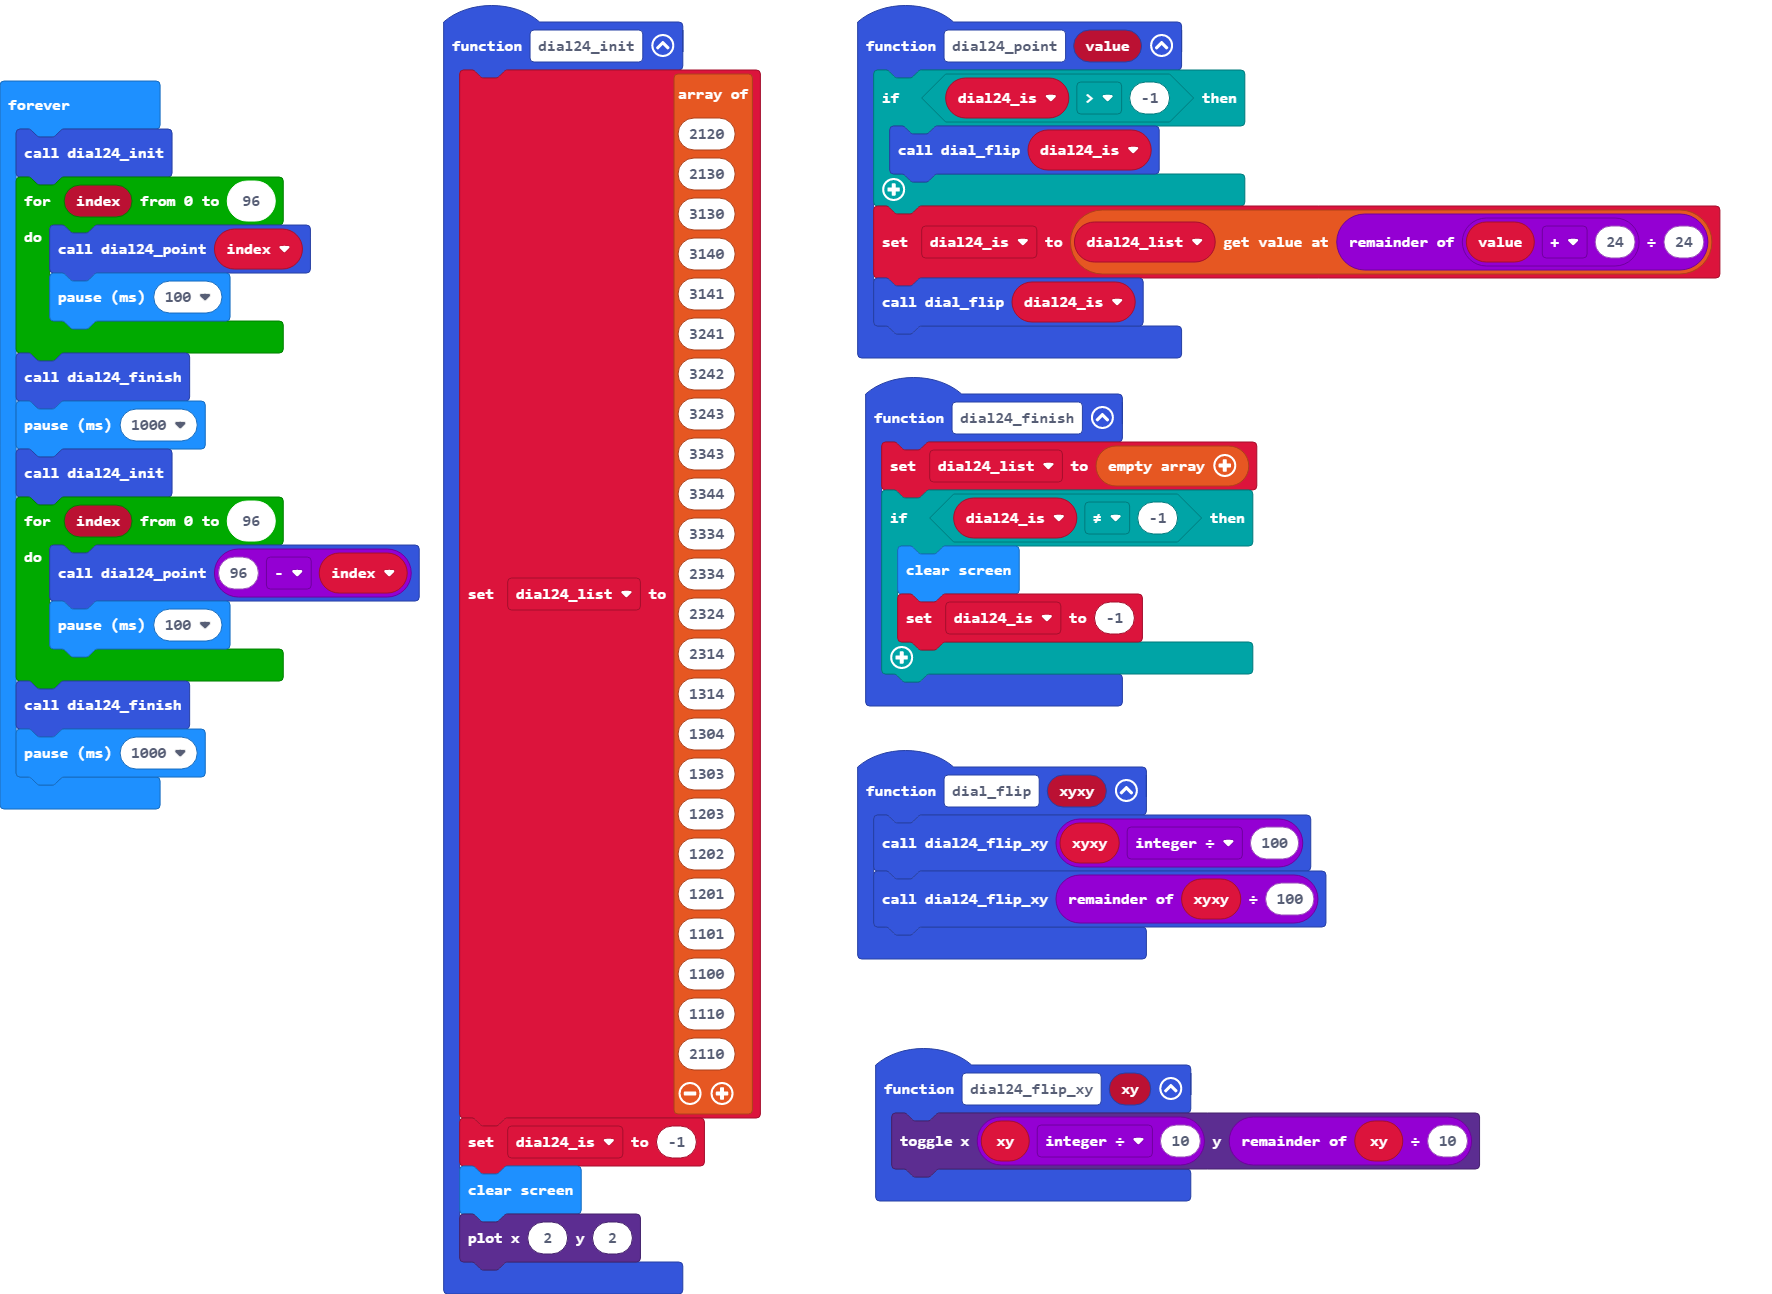 forever
call dial24_init
for index from 0 to 96
do
call dial24_point index
pause (ms) 100
call dial24_finish
pause (ms) 1000
call dial24_init
for index from 0 to 96
do
call dial24_point 96 - index
pause (ms) 100
call dial24_finish
pause (ms) 1000
function dial24_init
set dial24_list to
array of
2120
2130
3130
3140
3141
3241
3242
3243
3343
3344
3334
2334
2324
2314
1314
1304
1303
1203
1202
1201
1101
1100
1110
2110
set dial24_is to -1
clear screen
plot x 2 y 2
function dial24_point value
if dial24_is > -1 then
call dial_flip dial24_is
set dial24_is to dial24_list get value at remainder of value + 24 ÷ 24
call dial_flip dial24_is
function dial24_finish
set dial24_list to empty array
if dial24_is ≠ -1 then
clear screen
set dial24_is to -1
function dial_flip xyxy
call dial24_flip_xy xyxy integer ÷ 100
call dial24_flip_xy remainder of xyxy ÷ 100
function dial24_flip_xy xy
toggle x xy integer ÷ 10 y remainder of xy ÷ 10